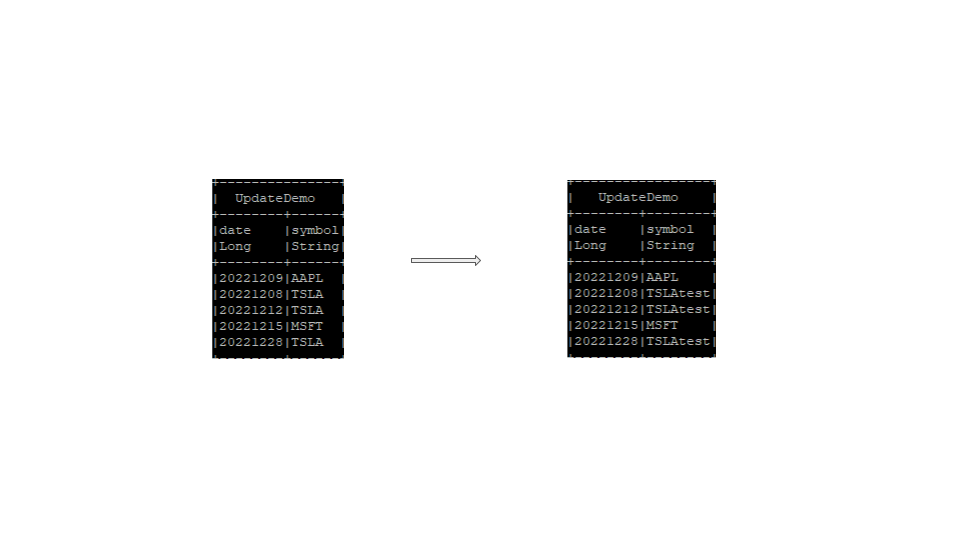 +---------------+
|  UpdateDemo   |
+--------+------+
|date    |symbol|
|Long    |String|
+--------+------+
|20221209|AAPL  |
|20221208|TSLA  |
|20221212|TSLA  |
|20221215|MSFT  |
|20221228|TSLA  |
+--------+------+
+-----------------+
|   UpdateDemo    |
+--------+--------+
|date    |symbol  |
|Long    |String  |
+--------+--------+
|20221209|AAPL    |
|20221208|TSLAtest|
|20221212|TSLAtest|
|20221215|MSFT    |
|20221228|TSLAtest|
+--------+--------+